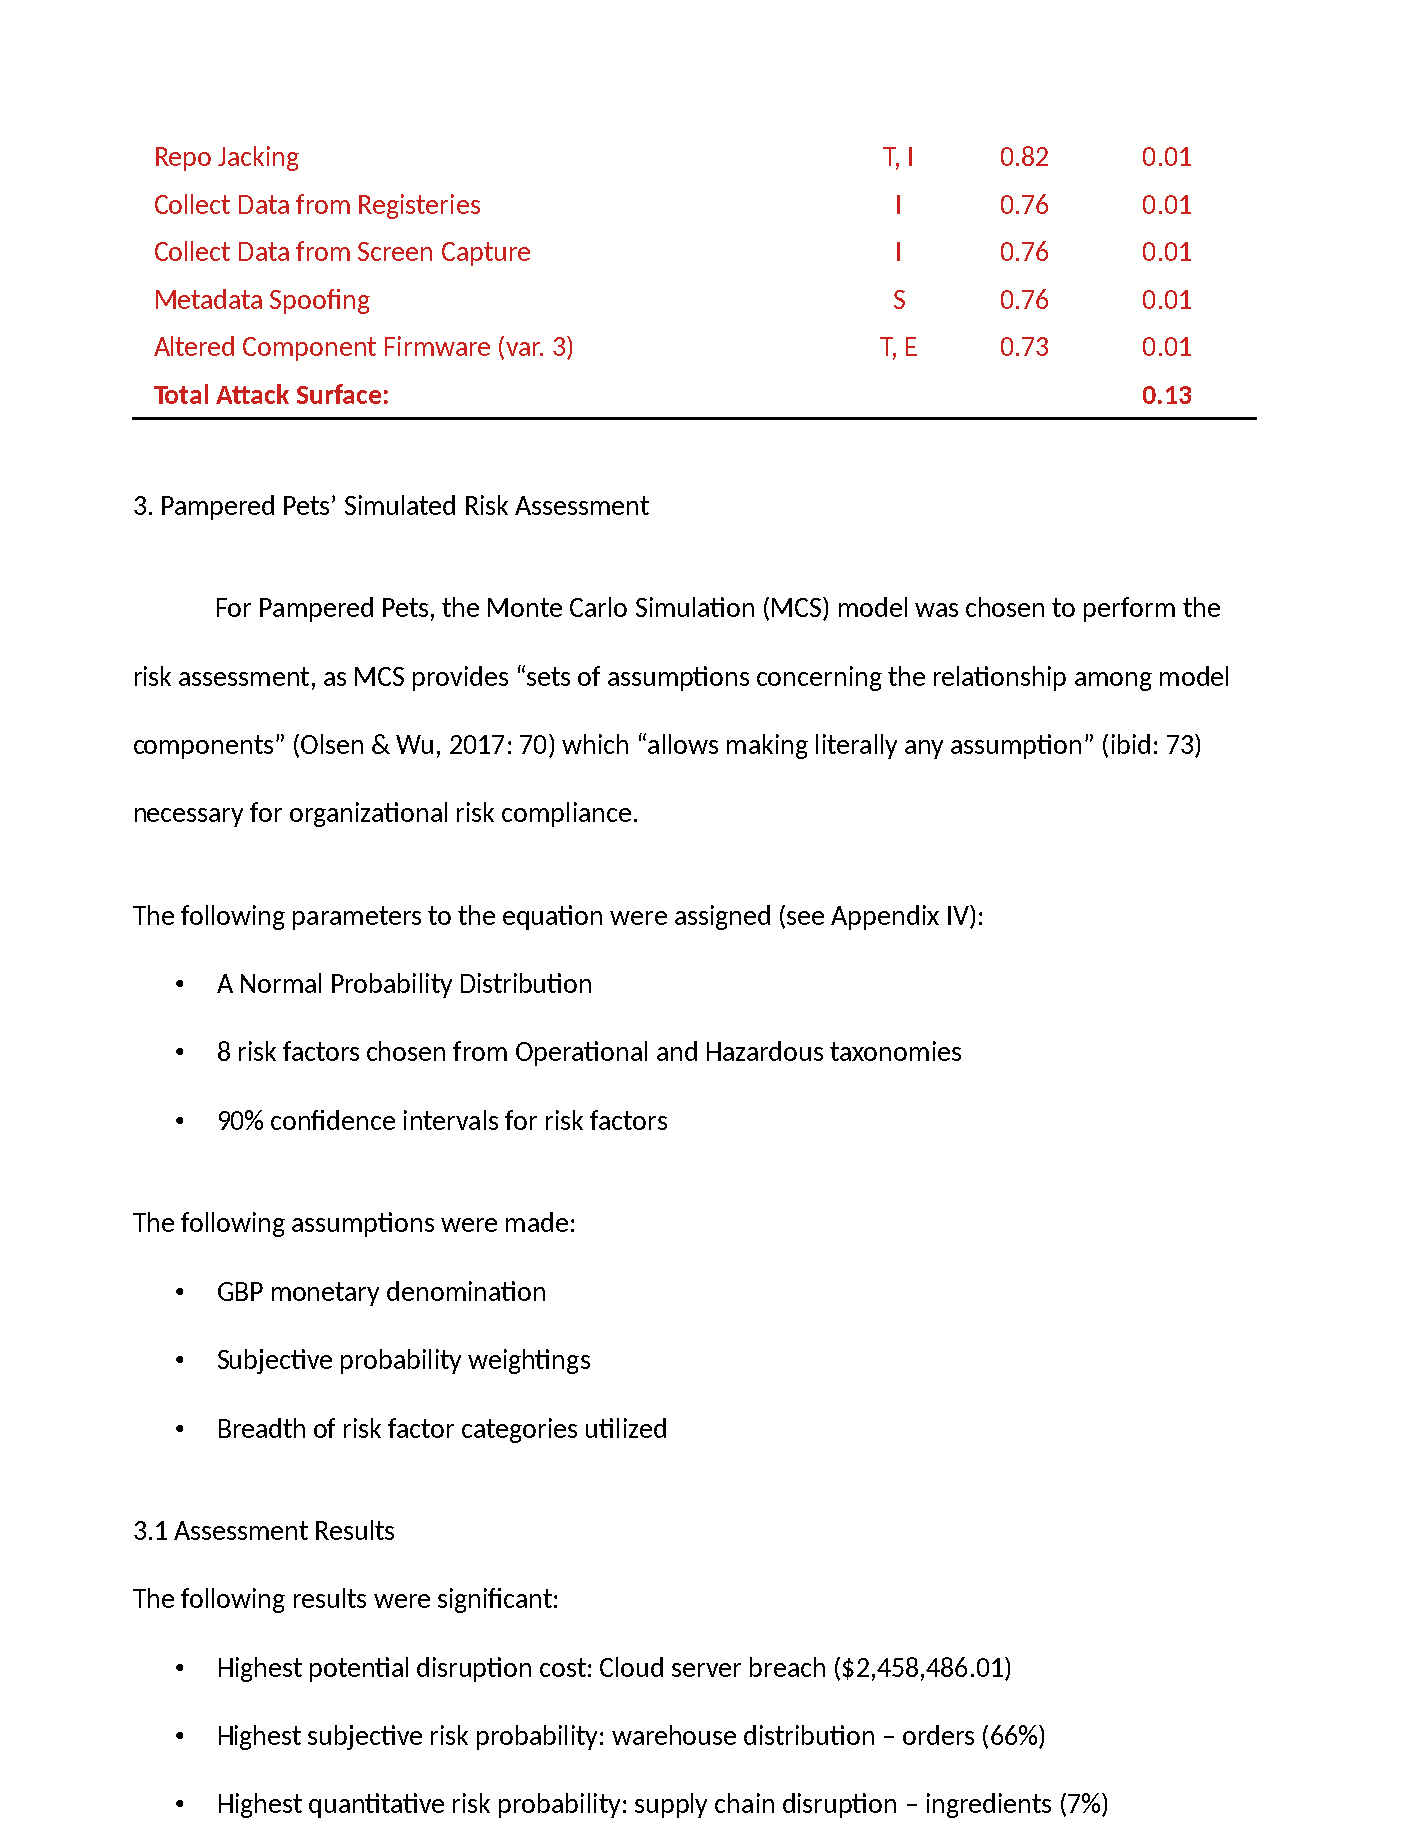 Repo Jacking T, I 0.82 0.01
Collect Data from Registeries I 0.76 0.01
Collect Data from Screen Capture I 0.76 0.01
Metadata Spoofing S 0.76 0.01
Altered Component Firmware (var. 3) T, E 0.73 0.01
Total Attack Surface: 0.13
3. Pampered Pets’ Simulated Risk Assessment
For Pampered Pets, the Monte Carlo Simulation (MCS) model was chosen to perform the
risk assessment, as MCS provides “sets of assumptions concerning the relationship among model
components” (Olsen & Wu, 2017: 70) which “allows making literally any assumption” (ibid: 73)
necessary for organizational risk compliance.
The following parameters to the equation were assigned (see Appendix IV):
• A Normal Probability Distribution
• 8 risk factors chosen from Operational and Hazardous taxonomies
• 90% confidence intervals for risk factors
The following assumptions were made:
• GBP monetary denomination
• Subjective probability weightings
• Breadth of risk factor categories utilized
3.1 Assessment Results
The following results were significant:
• Highest potential disruption cost: Cloud server breach ($2,458,486.01)
• Highest subjective risk probability: warehouse distribution – orders (66%)
• Highest quantitative risk probability: supply chain disruption – ingredients (7%)